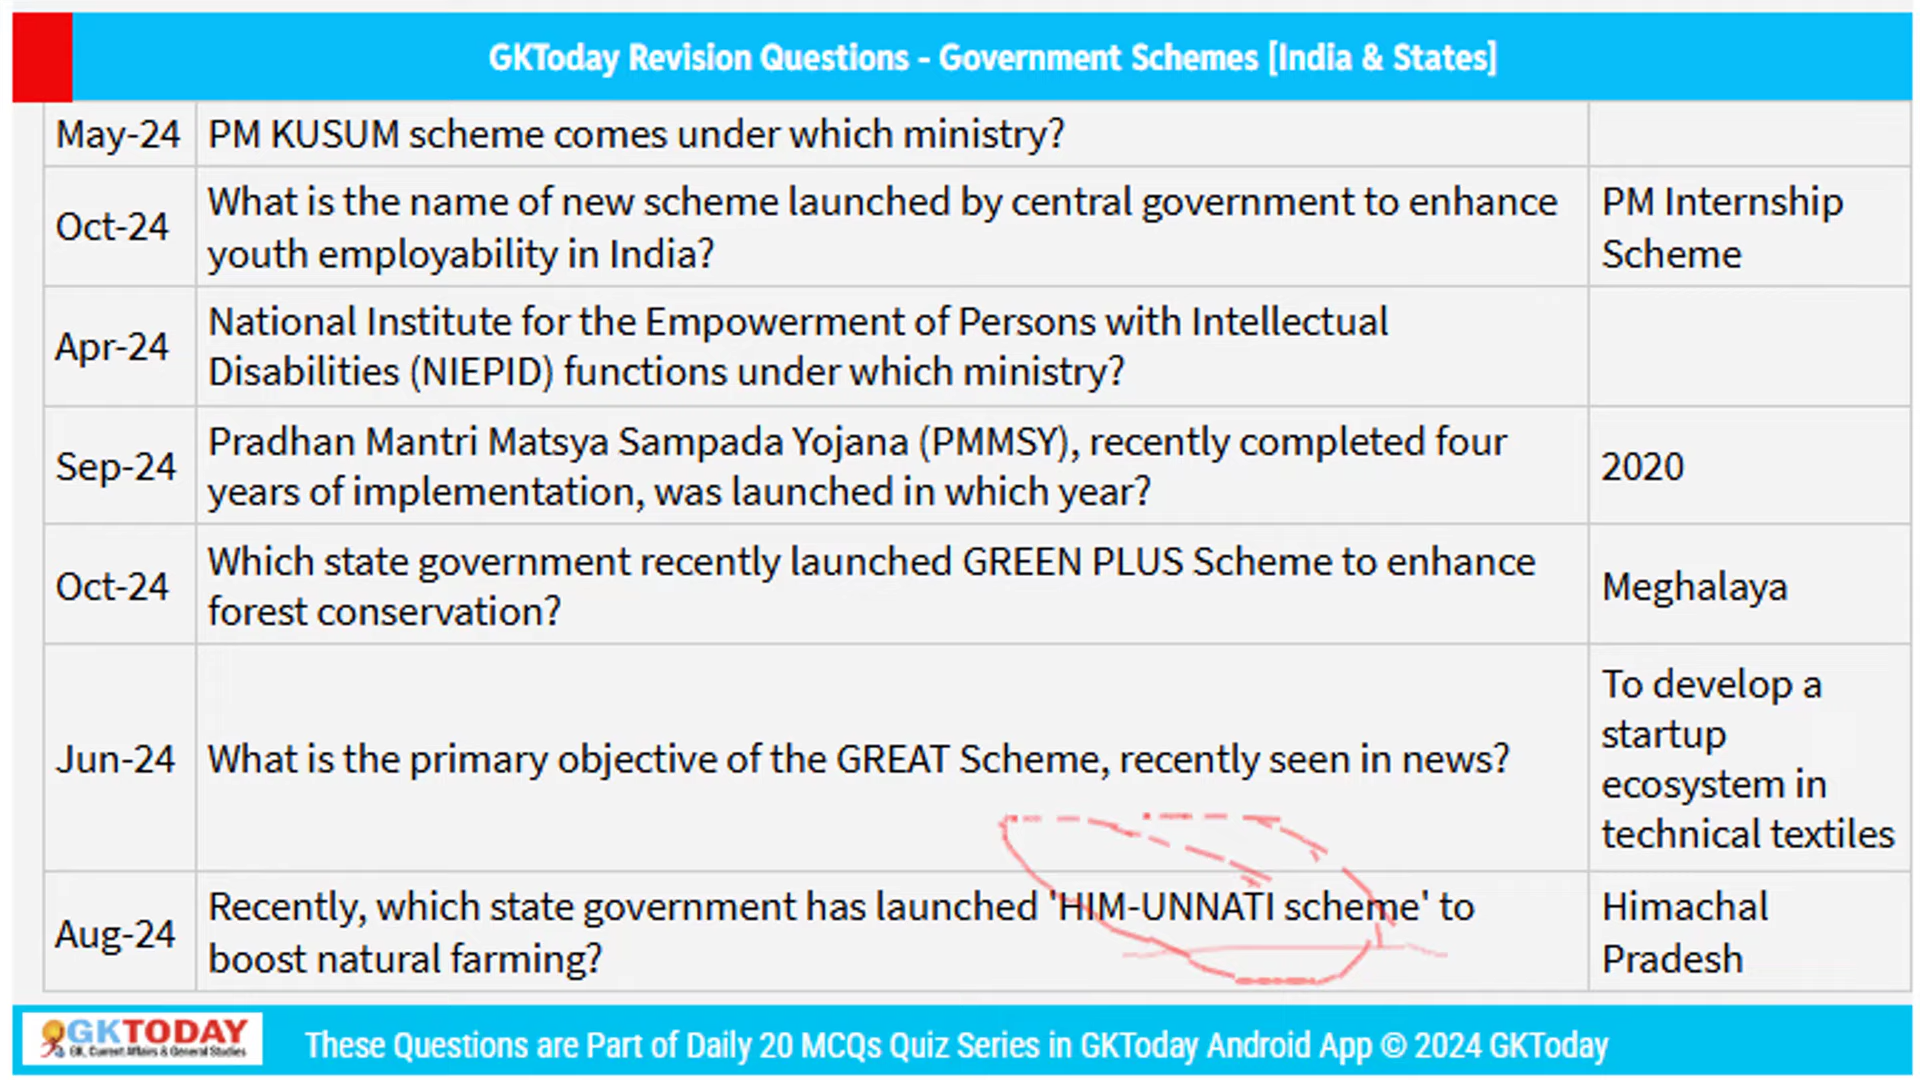 GKToday Revision Questions - Government Schemes [India & States]
May-24 PM KUSUM scheme comes under which ministry?
Oct-24 What is the name of new scheme launched by central government to enhance
youth employability in India?
PM Internship
Scheme
Apr-24 National Institute for the Empowerment of Persons with Intellectual
Disabilities (NIEPID) functions under which ministry?
Sep-24 Pradhan Mantri Matsya Sampada Yojana (PMMSY), recently completed four
years of implementation, was launched in which year?
2020
Oct-24 Which state government recently launched GREEN PLUS Scheme to enhance
forest conservation?
Meghalaya
Jun-24 What is the primary objective of the GREAT Scheme, recently seen in news?
To develop a
startup
ecosystem in
technical textiles
Aug-24 Recently, which state government has launched 'HIM-UNNATI scheme' to
boost natural farming?
Himachal
Pradesh
GKTODAY
GK, Current Affairs & General Studies
These Questions are Part of Daily 20 MCQs Quiz Series in GKToday Android App © 2024 GKToday